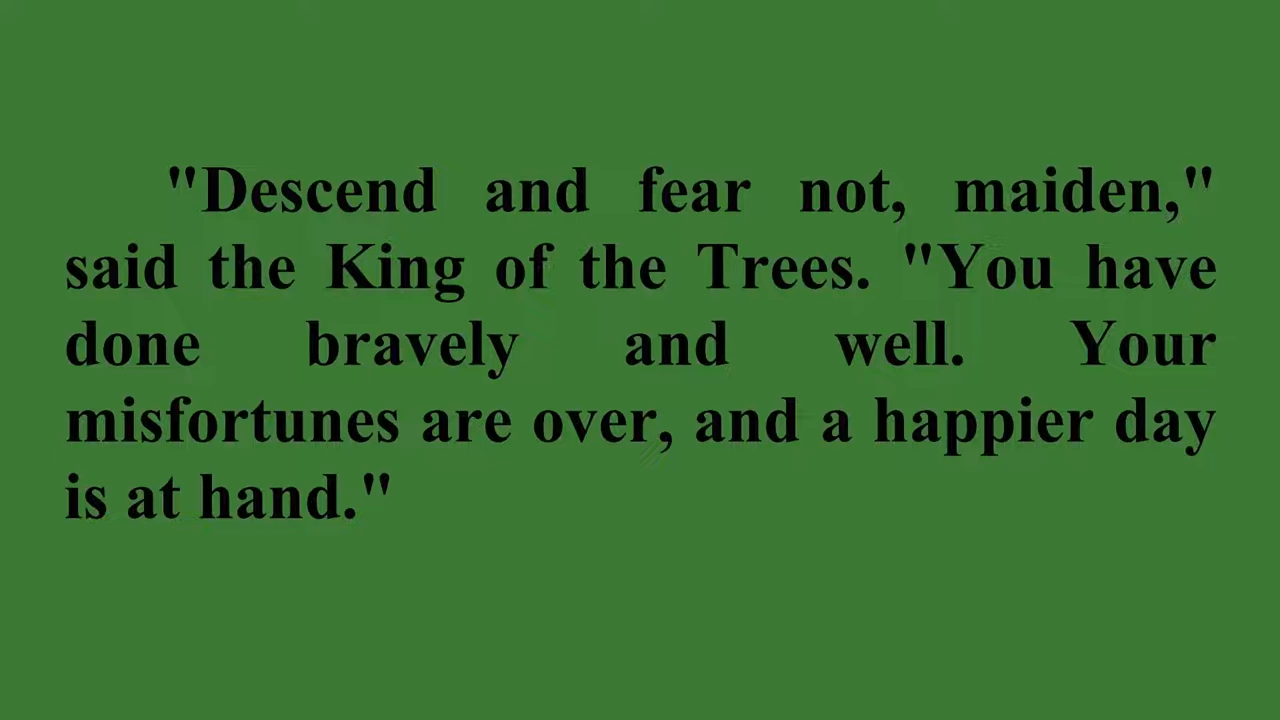 "Descend and fear not, maiden,"
said the King of the Trees. "You have
done bravely and well. Your
misfortunes are over, and a happier day
is at hand."